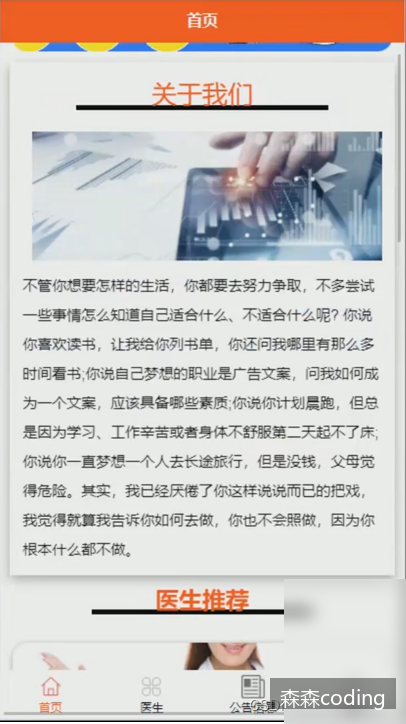 首页
关于我们
不管你想要怎样的生活，你都要去努力争取，不多尝试
一些事情怎么知道自己适合什么、不适合什么呢? 你说
你喜欢读书，让我给你列书单，你还问我哪里有那么多
时间看书;你说自己梦想的职业是广告文案，问我如何成
为一个文案，应该具备哪些素质;你说你计划晨跑，但总
是因为学习、工作辛苦或者身体不舒服第二天起不了床;
你说你一直梦想一个人去长途旅行，但是没钱，父母觉
得危险。其实，我已经厌倦了你这样说说而已的把戏，
我觉得就算我告诉你如何去做，你也不会照做，因为你
根本什么都不做。
医生推荐
首页
医生
公告信息
森森coding